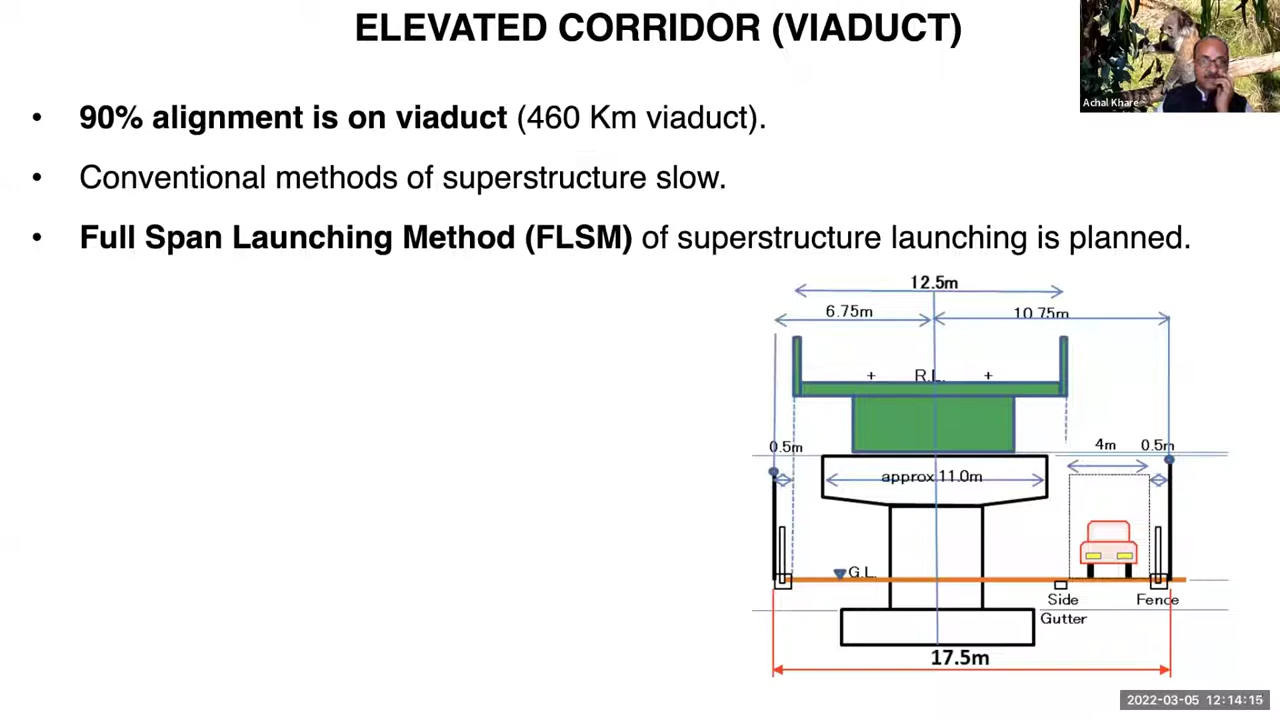 ELEVATED CORRIDOR (VIADUCT)
Achal Khare
• 90% alignment is on viaduct (460 Km viaduct).
• Conventional methods of superstructure slow.
• Full Span Launching Method (FLSM) of superstructure launching is planned.
12.5m
6.75m
10.75m
+ R.L. +
0.5m
4m
0.5m
approx 11.0m
G.L.
Side
Gutter
Fence
17.5m
2022-03-05 12:14:15